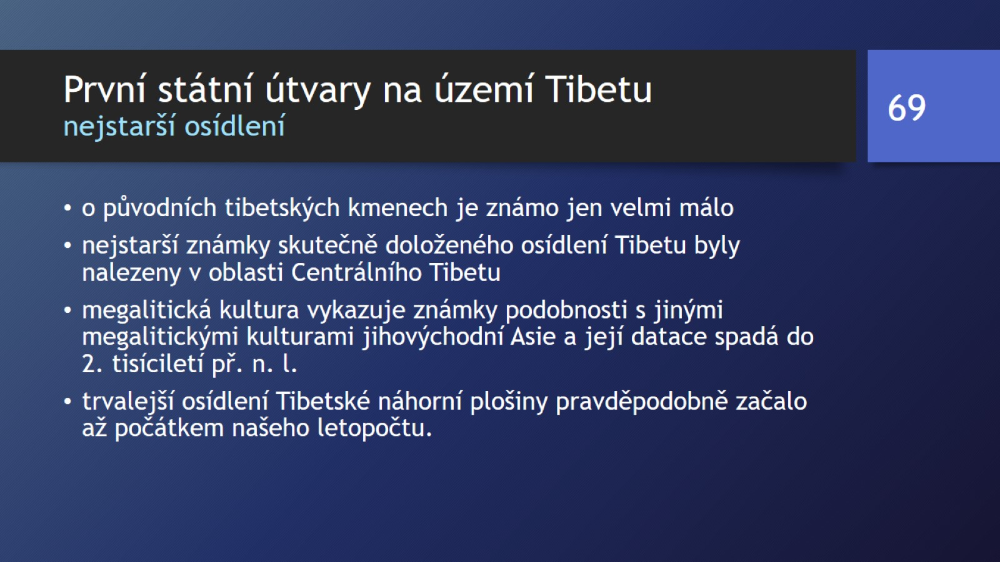 První státní útvary na území Tibetu
nejstarší osídlení
69
• o původních tibetských kmenech je známo jen velmi málo
• nejstarší známky skutečně doloženého osídlení Tibetu byly
nalezeny v oblasti Centrálního Tibetu
• megalitická kultura vykazuje známky podobnosti s jinými
megalitickými kulturami jihovýchodní Asie a její datace spadá do
2. tisíciletí př. n. l.
• trvalejší osídlení Tibetské náhorní plošiny pravděpodobně začalo
až počátkem našeho letopočtu.